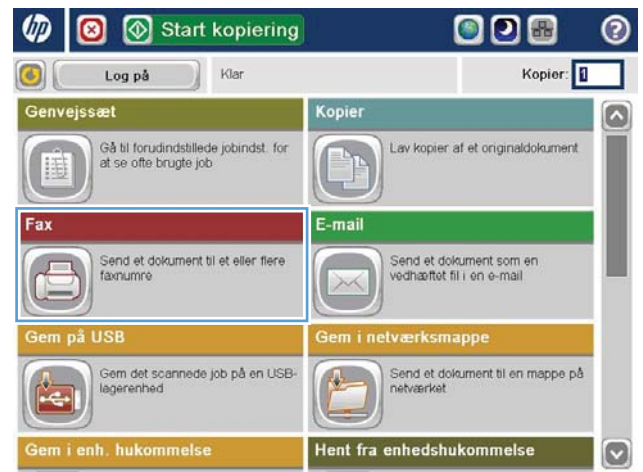 hp
Start kopiering
?
Log på
Klar
Kopier: 1
Genvejssæt
Kopier
Gå til forudindstillede jobindst. for
at se ofte brugte job
Lav kopier af et originaldokument
Fax
E-mail
Send et dokument til et eller flere
faxnumre
Send et dokument som en
vedhæftet fil i en e-mail
Gem på USB
Gem i netværksmappe
Gem det scannede job på en USB-
lagerenhed
Send et dokument til en mappe på
netværket
Gem i enh. hukommelse
Hent fra enhedshukommelse